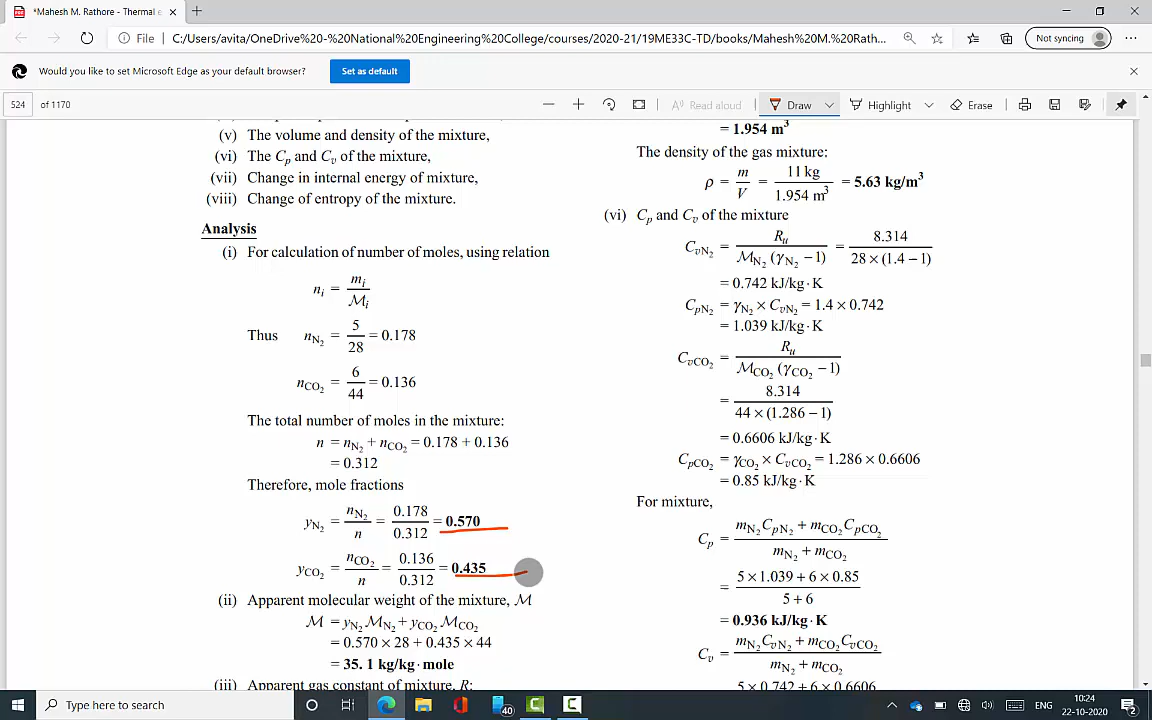 *Mahesh M. Rathore - Thermal e
File C:/Users/avita/OneDrive%20-%20National%20Engineering%20College/courses/2020-21/19ME33C-TD/books/Mahesh%20M.%20Rath... Not syncing
Would you like to set Microsoft Edge as your default browser? Set as default
524 of 1170 Read aloud Draw Highlight Erase
(v) The volume and density of the mixture,
(vi) The Cp and Cv of the mixture,
(vii) Change in internal energy of mixture,
(viii) Change of entropy of the mixture.
Analysis
(i) For calculation of number of moles, using relation
ni = mi / ℳi
Thus nN2 = 5/28 = 0.178
nCO2 = 6/44 = 0.136
The total number of moles in the mixture:
n = nN2 + nCO2 = 0.178 + 0.136
= 0.312
Therefore, mole fractions
yN2 = nN2/n = 0.178/0.312 = 0.570
yCO2 = nCO2/n = 0.136/0.312 = 0.435
(ii) Apparent molecular weight of the mixture, ℳ
ℳ = yN2 ℳN2 + yCO2 ℳCO2
= 0.570 × 28 + 0.435 × 44
= 35. 1 kg/kg · mole
(iii) Apparent gas constant of mixture, R:
= 1.954 m³
The density of the gas mixture:
ρ = m/V = 11 kg/1.954 m³ = 5.63 kg/m³
(vi) Cp and Cv of the mixture
CvN2 = Ru / ℳN2 (γN2 − 1) = 8.314 / 28 × (1.4 − 1)
= 0.742 kJ/kg · K
CpN2 = γN2 × CvN2 = 1.4 × 0.742
= 1.039 kJ/kg · K
CvCO2 = Ru / ℳCO2 (γCO2 − 1)
= 8.314 / 44 × (1.286 − 1)
= 0.6606 kJ/kg · K
CpCO2 = γCO2 × CvCO2 = 1.286 × 0.6606
= 0.85 kJ/kg · K
For mixture,
Cp = mN2 CpN2 + mCO2 CpCO2 / mN2 + mCO2
= 5 × 1.039 + 6 × 0.85 / 5 + 6
= 0.936 kJ/kg · K
Cv = mN2 CvN2 + mCO2 CvCO2 / mN2 + mCO2
5 × 0.742 + 6 × 0.6606
Type here to search
40
ENG
10:24
22-10-2020
2